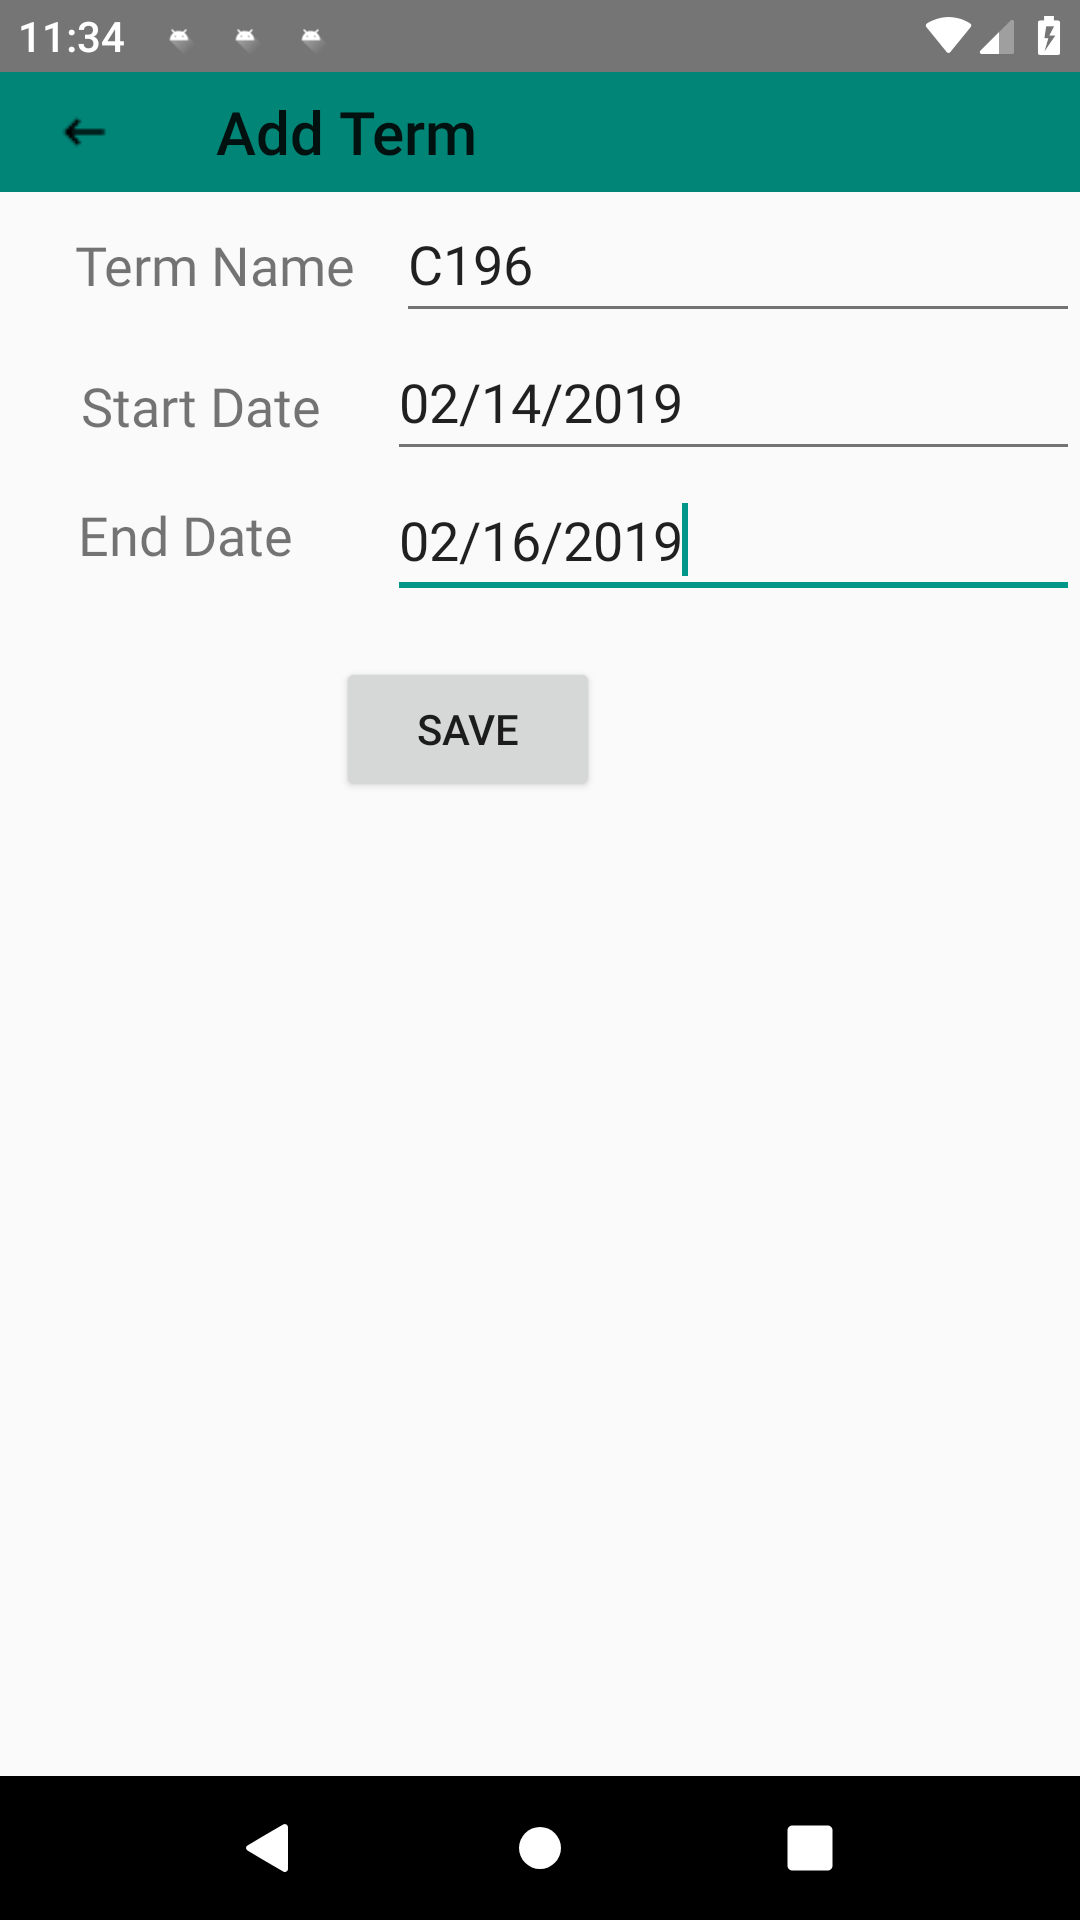 11:34
Add Term
Term Name C196
Start Date 02/14/2019
End Date 02/16/2019
SAVE